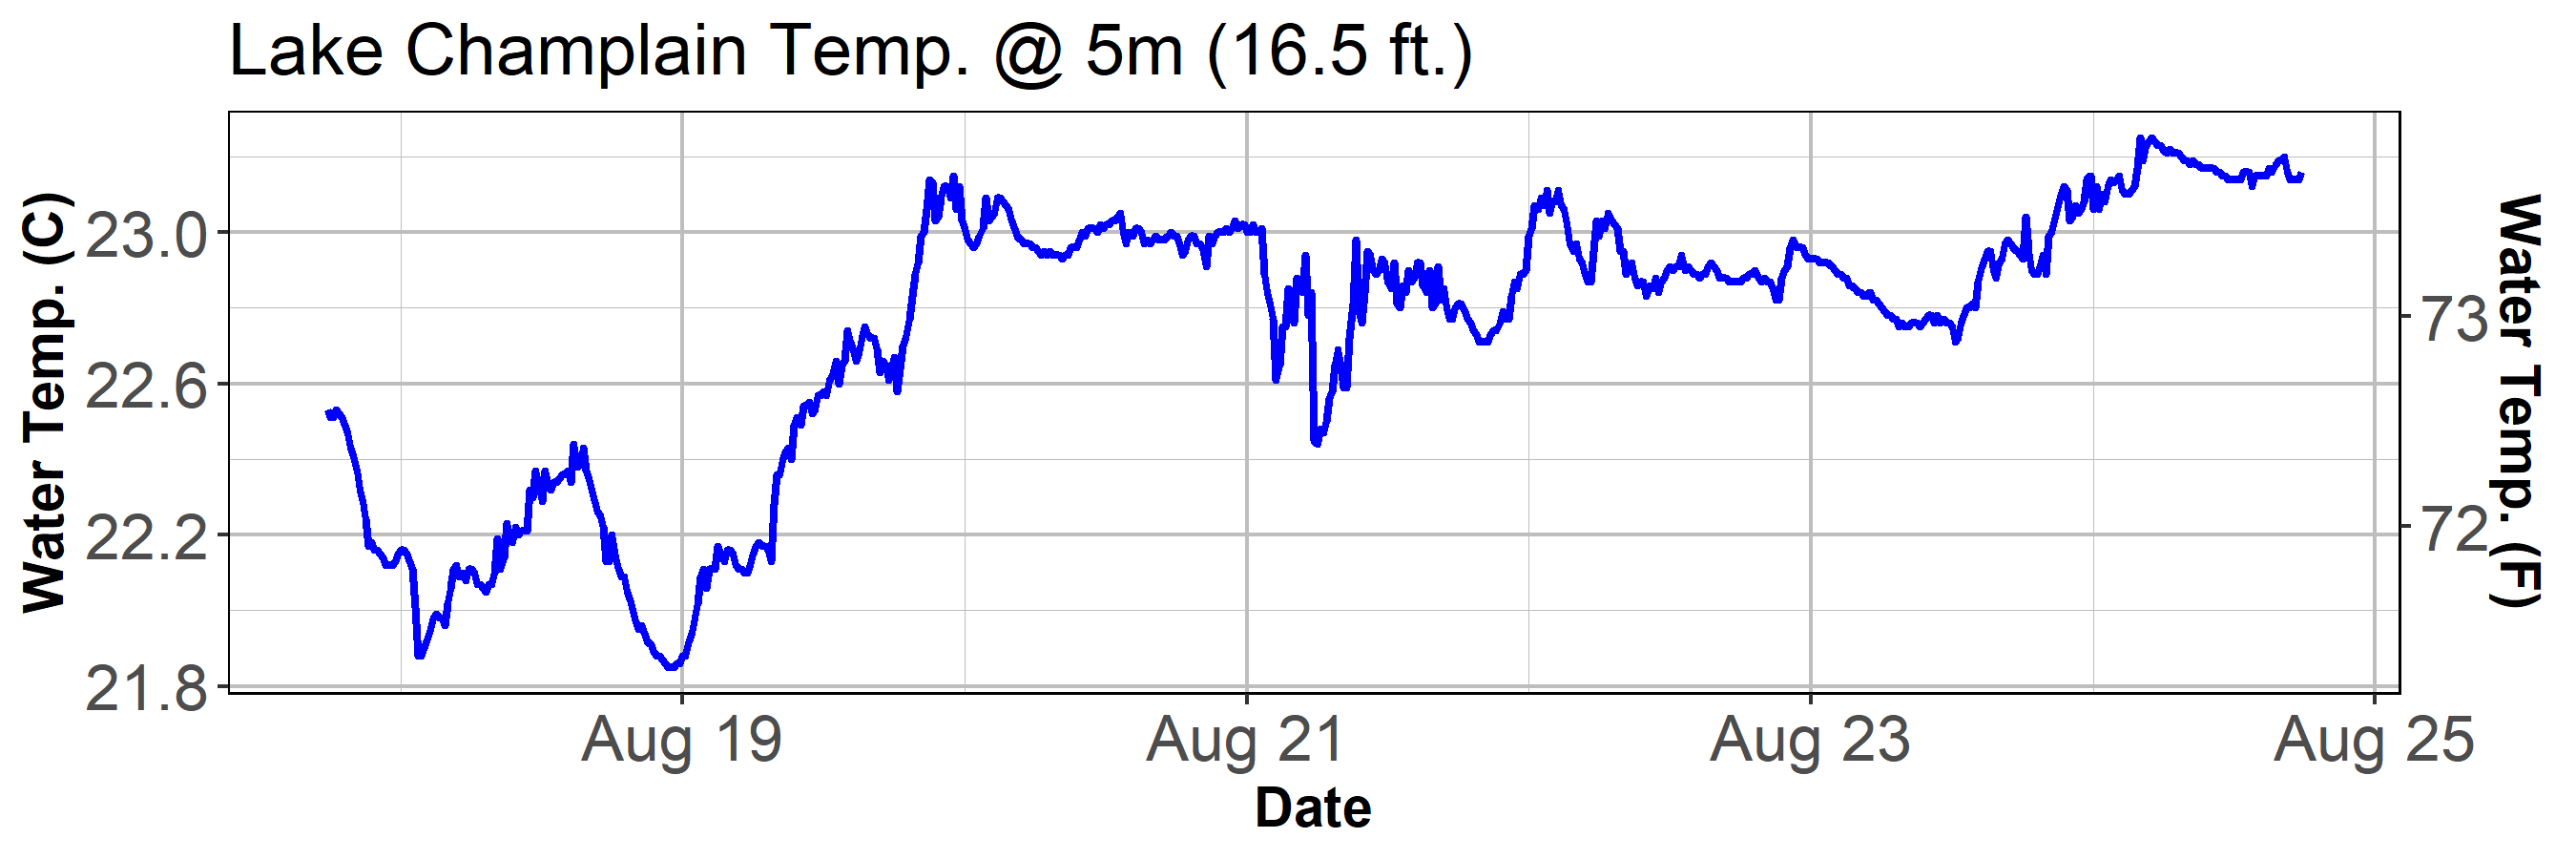 Lake Champlain Temp. @ 5m (16.5 ft.)
Water Temp. (C)
23.0
22.6
22.2
21.8
73
72
Water Temp. (F)
Aug 19
Aug 21
Aug 23
Aug 25
Date